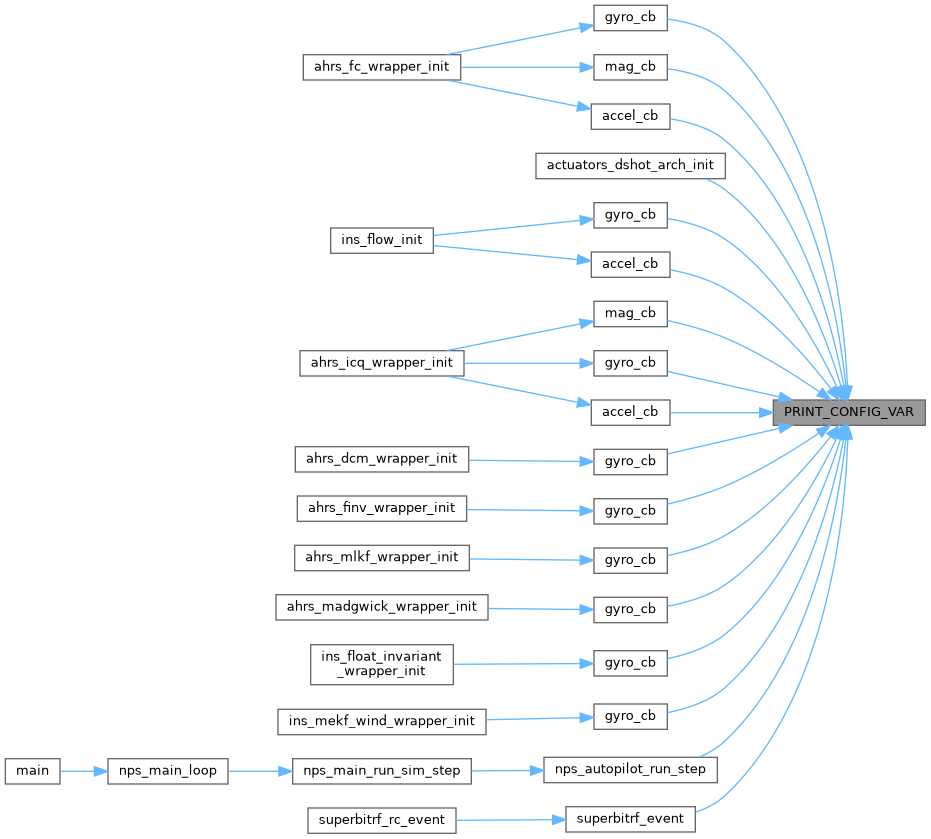 gyro_cb
ahrs_fc_wrapper_init
mag_cb
accel_cb
actuators_dshot_arch_init
gyro_cb
ins_flow_init
accel_cb
mag_cb
ahrs_icq_wrapper_init
gyro_cb
accel_cb
PRINT_CONFIG_VAR
ahrs_dcm_wrapper_init
gyro_cb
ahrs_finv_wrapper_init
gyro_cb
ahrs_mlkf_wrapper_init
gyro_cb
ahrs_madgwick_wrapper_init
gyro_cb
ins_float_invariant
_wrapper_init
gyro_cb
ins_mekf_wind_wrapper_init
gyro_cb
main
nps_main_loop
nps_main_run_sim_step
nps_autopilot_run_step
superbitrf_rc_event
superbitrf_event